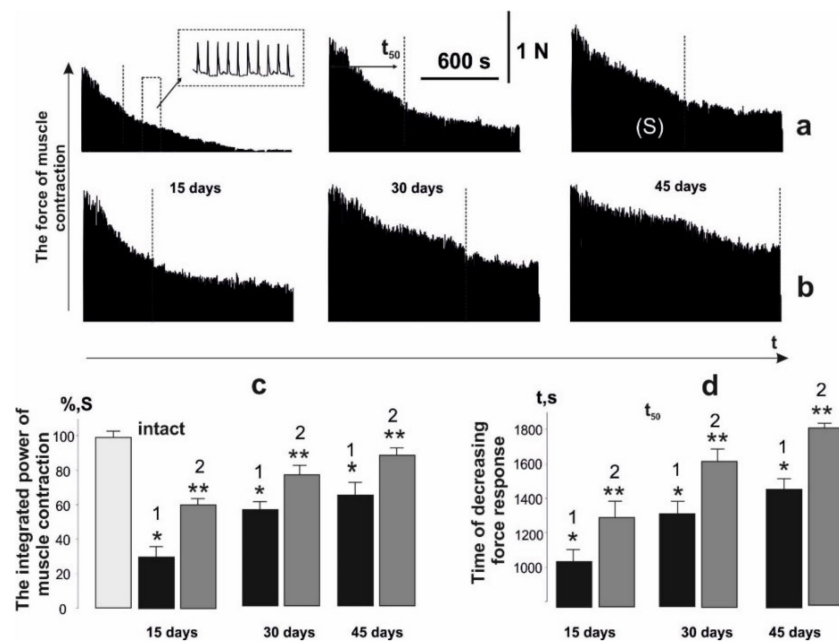 t50
600 s
1 N
(S)
a
The force of muscle
contraction
15 days
30 days
45 days
b
t
c
%,S
The integrated power of
muscle contraction
100
80
60
40
20
0
intact
1
*
2
**
1
*
2
**
1
*
2
**
15 days
30 days
45 days
d
t,s
t50
Time of decreasing
force response
1800
1600
1400
1200
1000
1
*
2
**
1
*
2
**
1
*
2
**
15 days
30 days
45 days